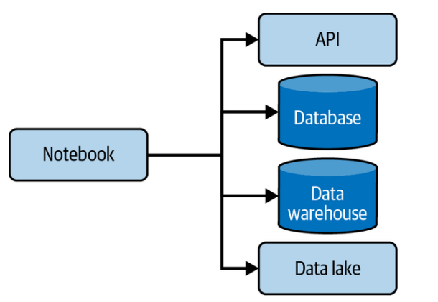 API
Database
Notebook
Data
warehouse
Data lake